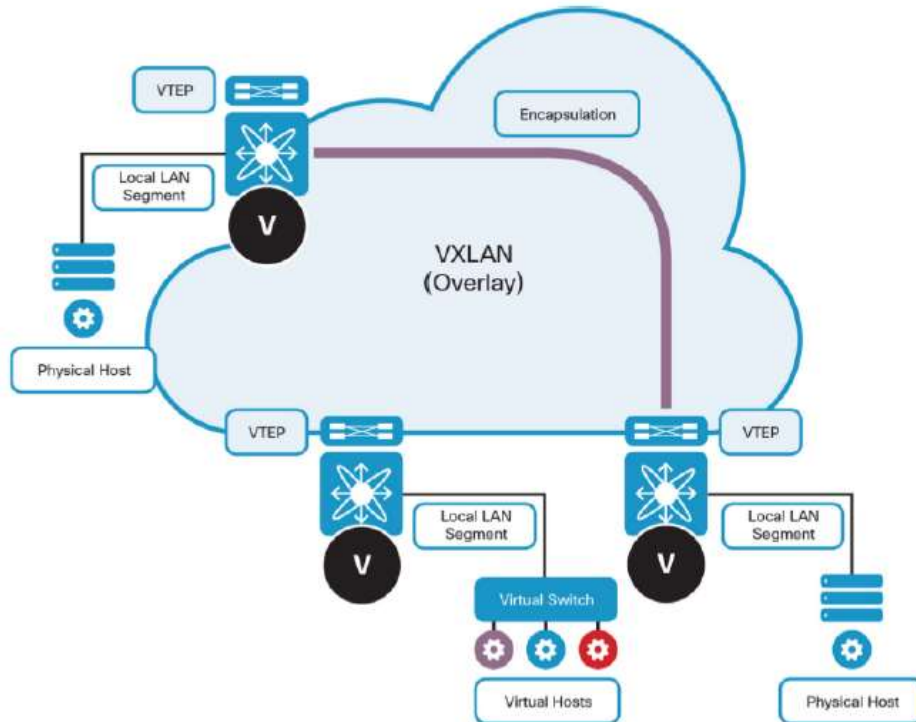 VTEP
Encapsulation
Local LAN
Segment
V
VXLAN
(Overlay)
Physical Host
VTEP
VTEP
Local LAN
Segment
Local LAN
Segment
V
V
Virtual Switch
Virtual Hosts
Physical Host